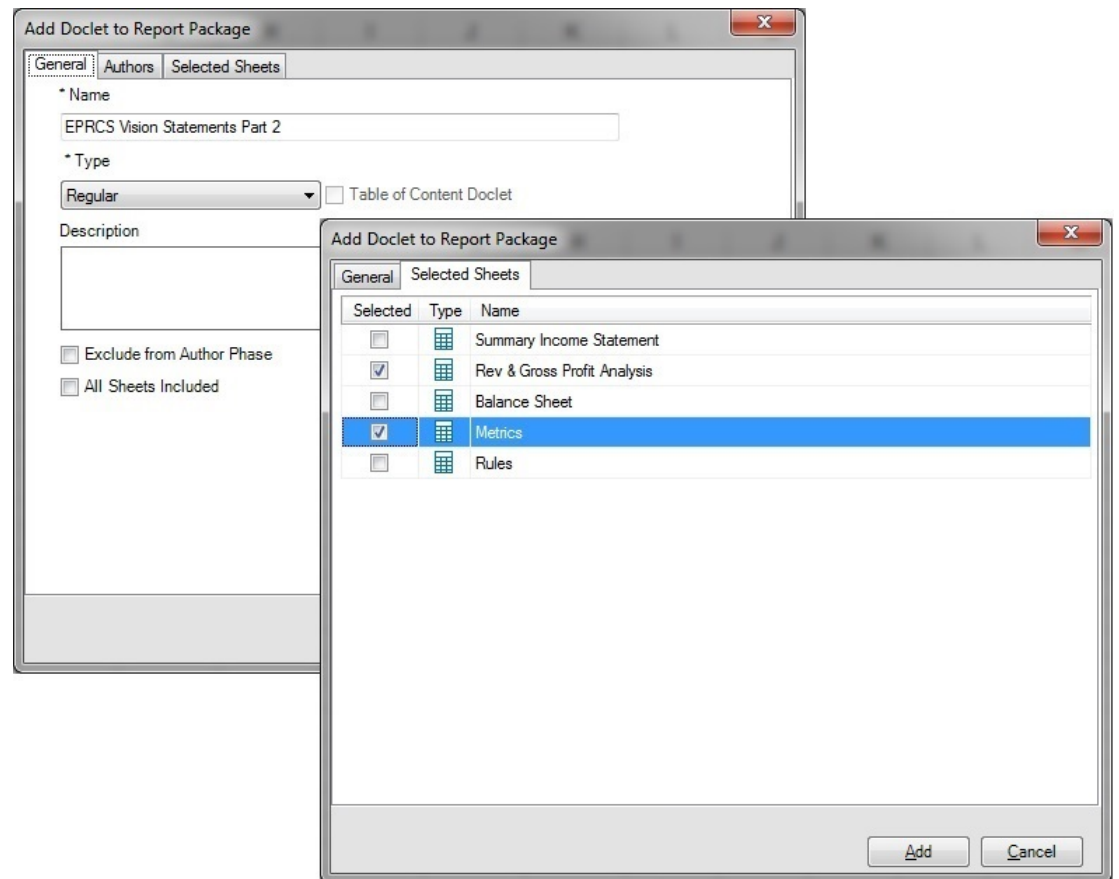 Add Doclet to Report Package
General Authors Selected Sheets
* Name
EPRCS Vision Statements Part 2
* Type
Regular Table of Content Doclet
Description
Exclude from Author Phase
All Sheets Included
Add Doclet to Report Package
General Selected Sheets
Selected Type Name
Summary Income Statement
Rev & Gross Profit Analysis
Balance Sheet
Metrics
Rules
Add Cancel